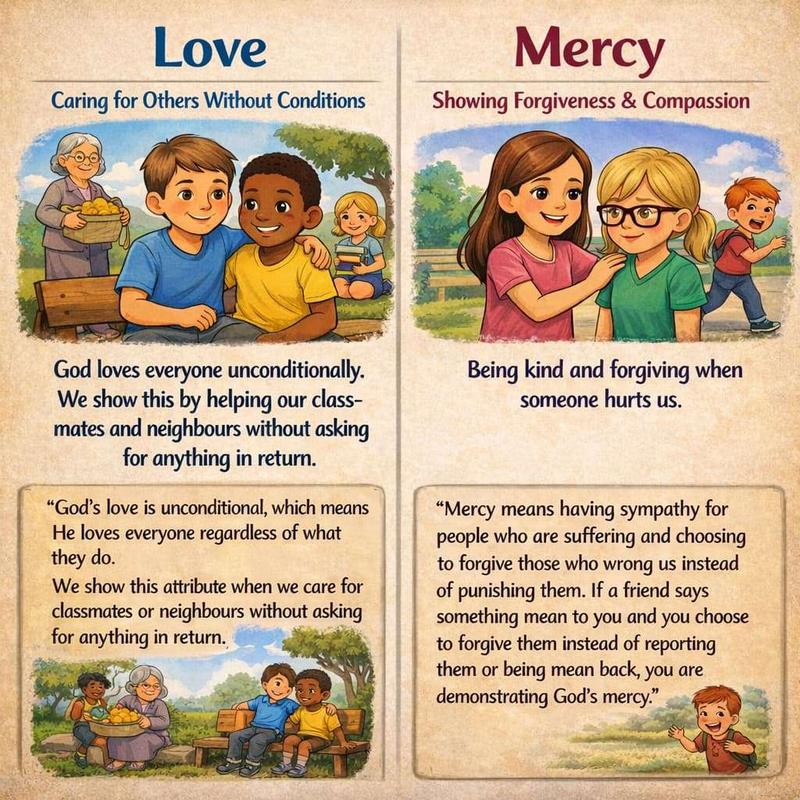 Love
Caring for Others Without Conditions
God loves everyone unconditionally.
We show this by helping our class-
mates and neighbours without asking
for anything in return.
“God’s love is unconditional, which means
He loves everyone regardless of what
they do.
We show this attribute when we care for
classmates or neighbours without asking
for anything in return.
Mercy
Showing Forgiveness & Compassion
Being kind and forgiving when
someone hurts us.
“Mercy means having sympathy for
people who are suffering and choosing
to forgive those who wrong us instead
of punishing them. If a friend says
something mean to you and you choose
to forgive them instead of reporting
them or being mean back, you are
demonstrating God’s mercy.”